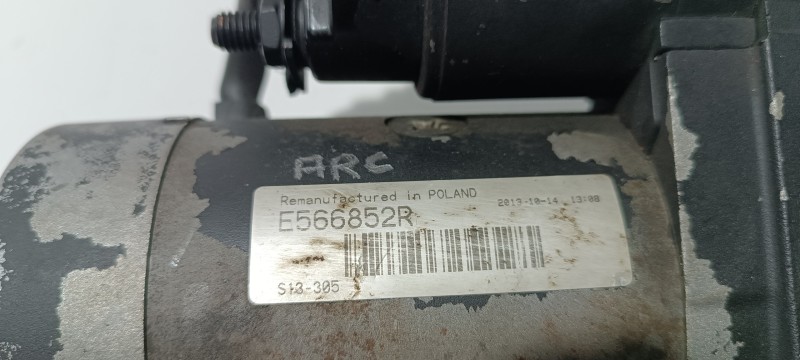 ARC
Remanufactured in POLAND 2013-10-14 13:08
E566852R
S13-305